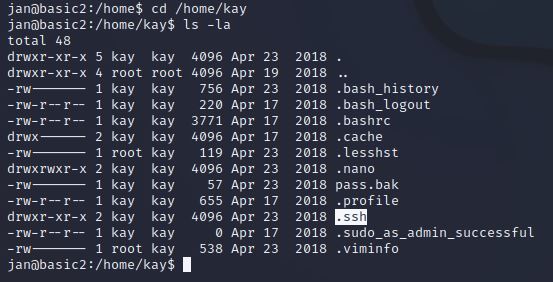 jan@basic2:/home$ cd /home/kay
jan@basic2:/home/kay$ ls -la
total 48
drwxr-xr-x 5 kay  kay  4096 Apr 23  2018 .
drwxr-xr-x 4 root root 4096 Apr 19  2018 ..
-rw------- 1 kay  kay   756 Apr 23  2018 .bash_history
-rw-r--r-- 1 kay  kay   220 Apr 17  2018 .bash_logout
-rw-r--r-- 1 kay  kay  3771 Apr 17  2018 .bashrc
drwx------ 2 kay  kay  4096 Apr 17  2018 .cache
-rw------- 1 root kay   119 Apr 23  2018 .lesshst
drwxrwxr-x 2 kay  kay  4096 Apr 23  2018 .nano
-rw------- 1 kay  kay    57 Apr 23  2018 pass.bak
-rw-r--r-- 1 kay  kay   655 Apr 17  2018 .profile
drwxr-xr-x 2 kay  kay  4096 Apr 23  2018 .ssh
-rw-r--r-- 1 kay  kay     0 Apr 17  2018 .sudo_as_admin_successful
-rw------- 1 root kay   538 Apr 23  2018 .viminfo
jan@basic2:/home/kay$